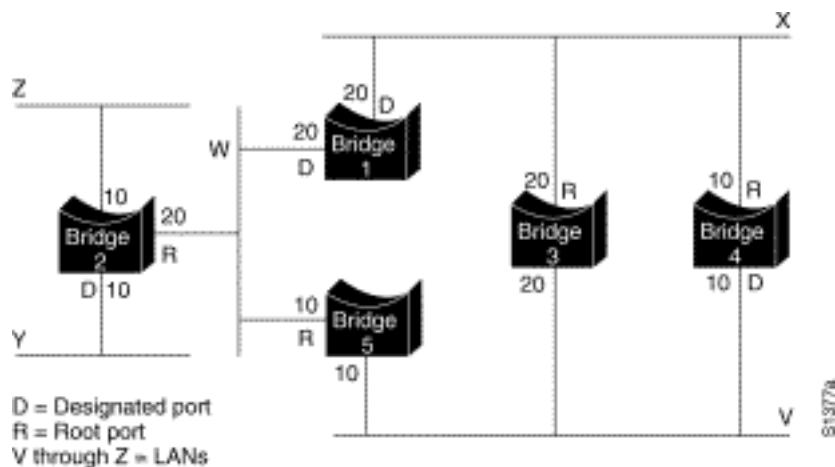 X
Z
20
D
20
W
Bridge
1
D
10
20
20
R
10
R
Bridge
2
R
Bridge
3
Bridge
4
D
10
20
10
D
10
Bridge
5
R
Y
10
D = Designated port
R = Root port
V through Z = LANs
V
S1377a